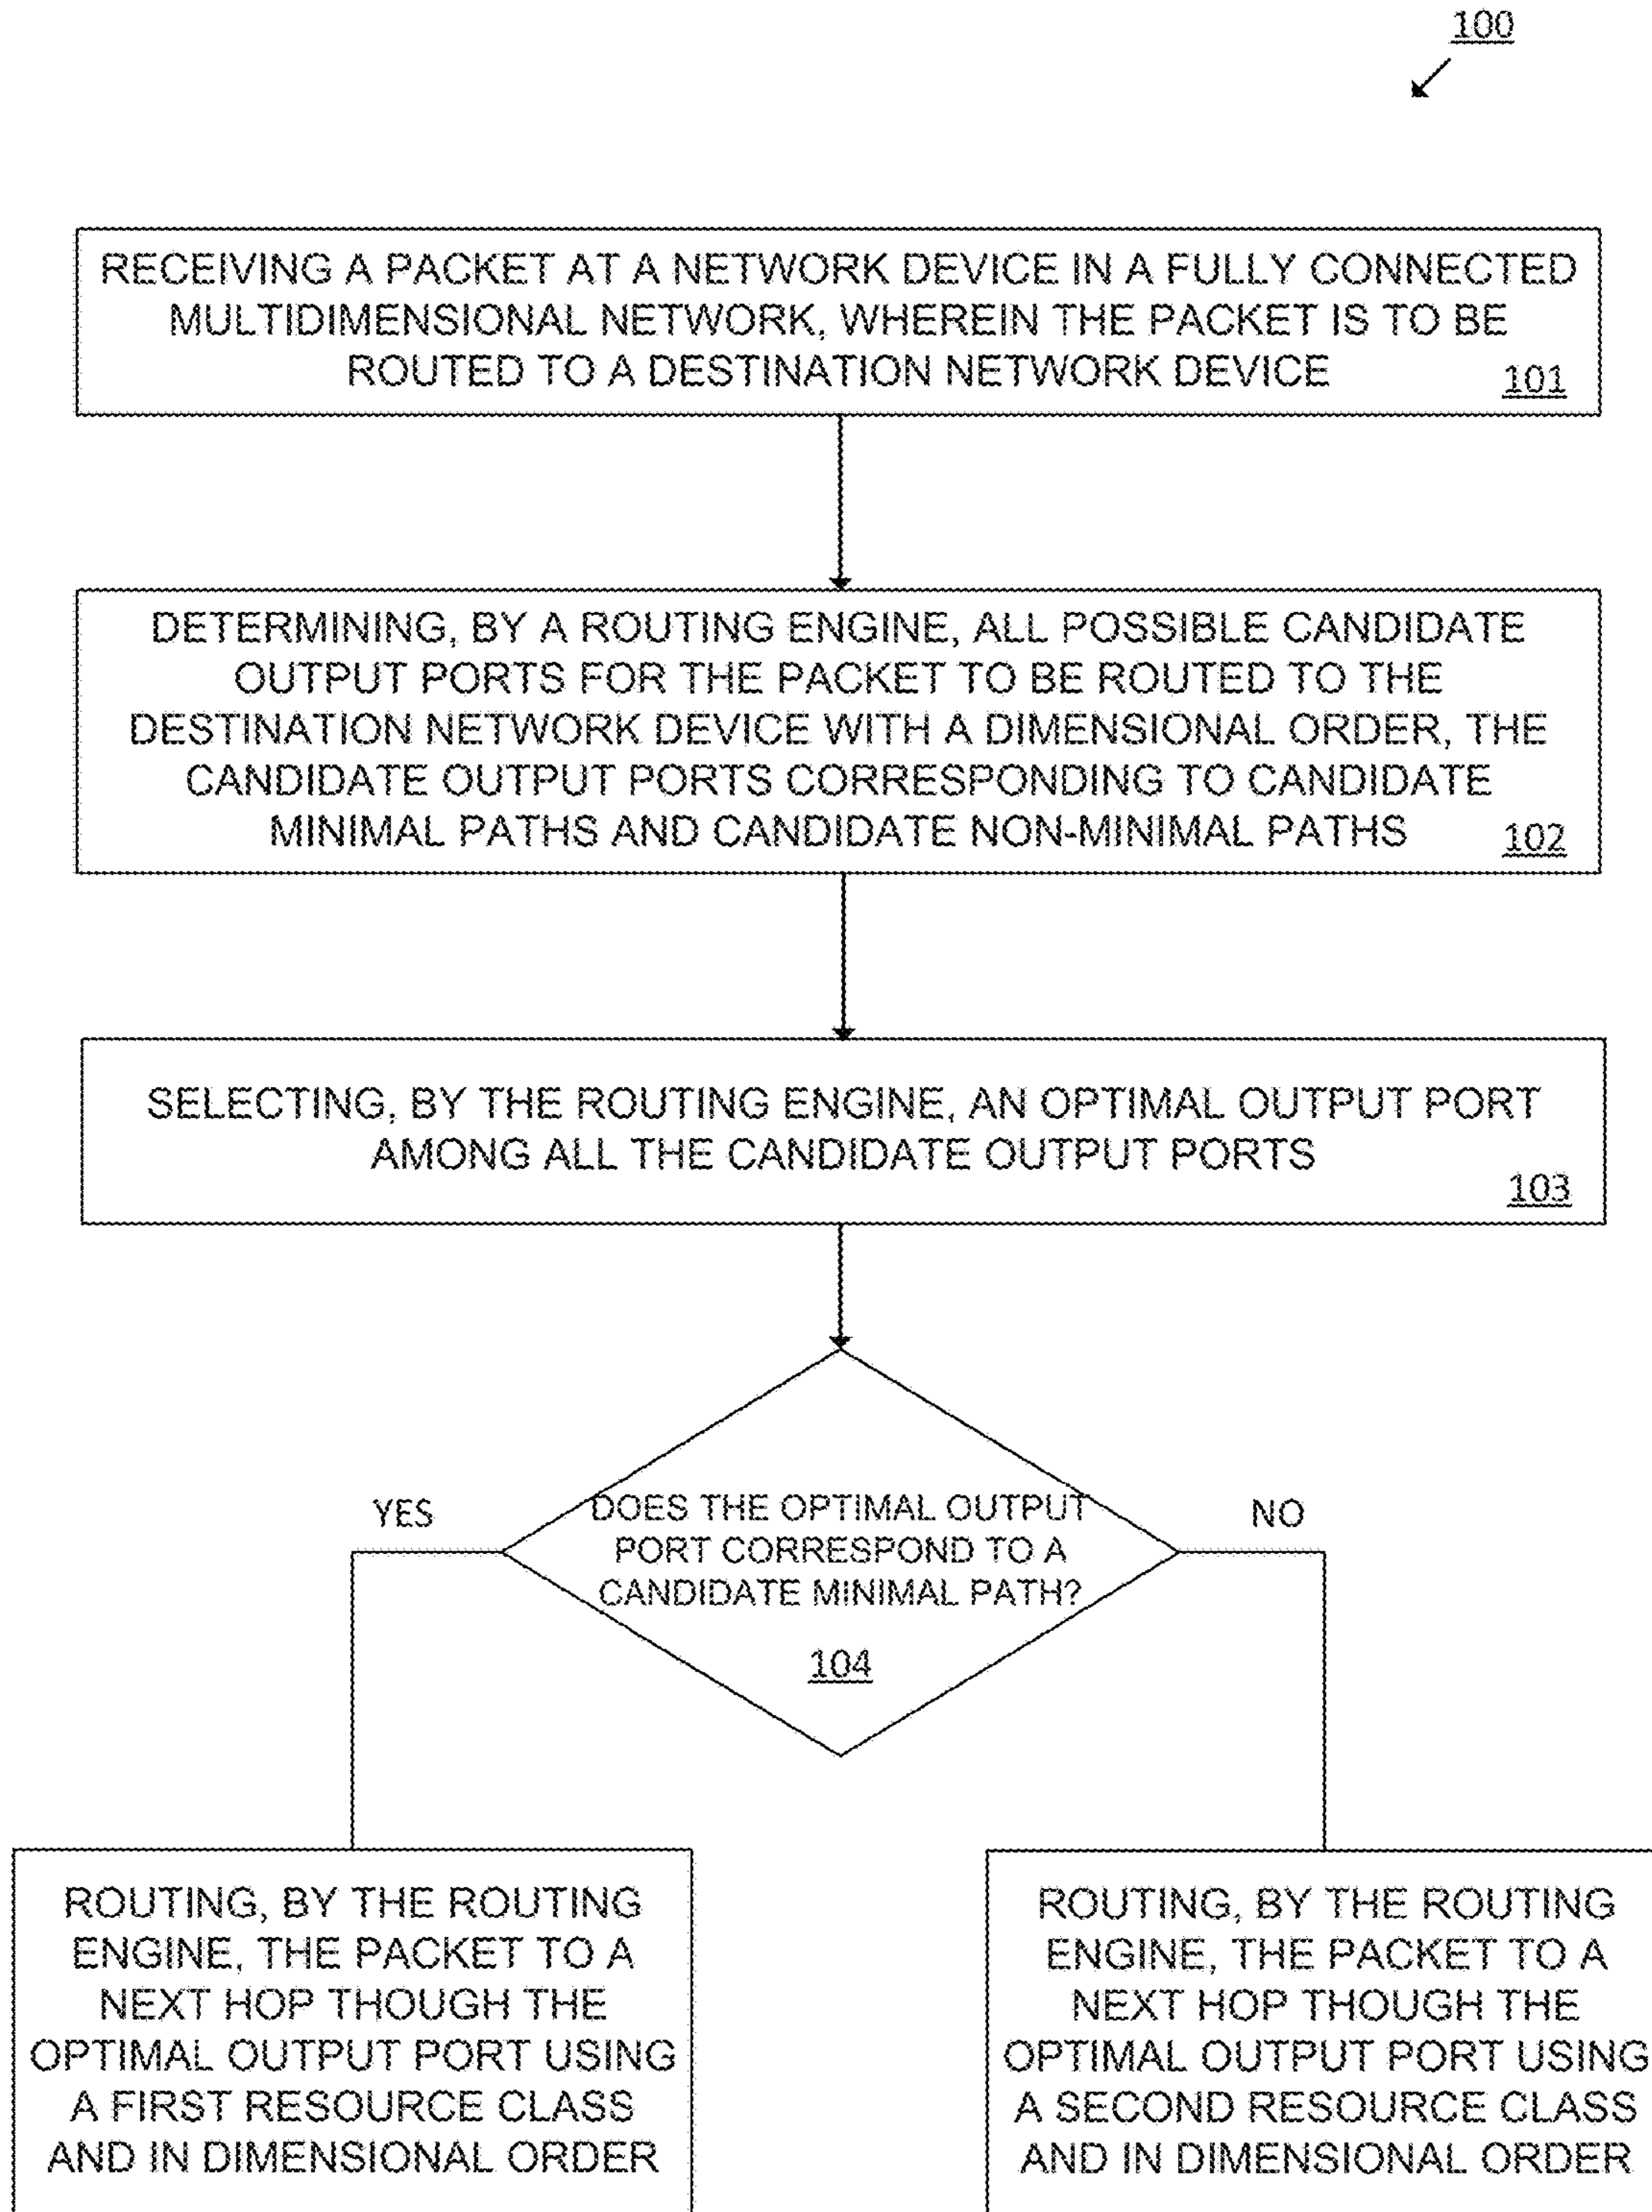 100
RECEIVING A PACKET AT A NETWORK DEVICE IN A FULLY CONNECTED
MULTIDIMENSIONAL NETWORK, WHEREIN THE PACKET IS TO BE
ROUTED TO A DESTINATION NETWORK DEVICE
101
DETERMINING, BY A ROUTING ENGINE, ALL POSSIBLE CANDIDATE
OUTPUT PORTS FOR THE PACKET TO BE ROUTED TO THE
DESTINATION NETWORK DEVICE WITH A DIMENSIONAL ORDER, THE
CANDIDATE OUTPUT PORTS CORRESPONDING TO CANDIDATE
MINIMAL PATHS AND CANDIDATE NON-MINIMAL PATHS
102
SELECTING, BY THE ROUTING ENGINE, AN OPTIMAL OUTPUT PORT
AMONG ALL THE CANDIDATE OUTPUT PORTS
103
DOES THE OPTIMAL OUTPUT
PORT CORRESPOND TO A
CANDIDATE MINIMAL PATH?
104
YES
NO
ROUTING, BY THE ROUTING
ENGINE, THE PACKET TO A
NEXT HOP THOUGH THE
OPTIMAL OUTPUT PORT USING
A FIRST RESOURCE CLASS
AND IN DIMENSIONAL ORDER
ROUTING, BY THE ROUTING
ENGINE, THE PACKET TO A
NEXT HOP THOUGH THE
OPTIMAL OUTPUT PORT USING
A SECOND RESOURCE CLASS
AND IN DIMENSIONAL ORDER